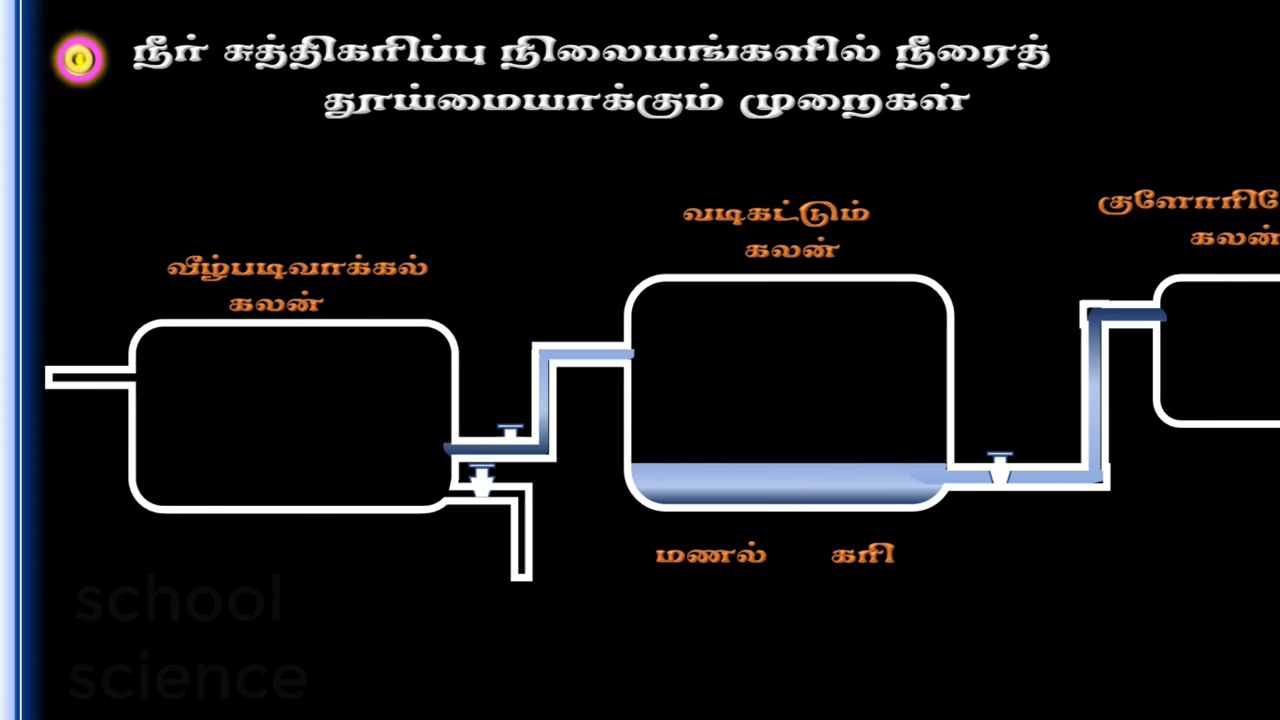 நீர் சுத்திகரிப்பு நிலையங்களில் நீரைத்
தூய்மையாக்கும் முறைகள்
வடிகட்டும்
கலன்
வீழ்படிவாக்கல்
கலன்
கலன்
மணல் கரி
school
science